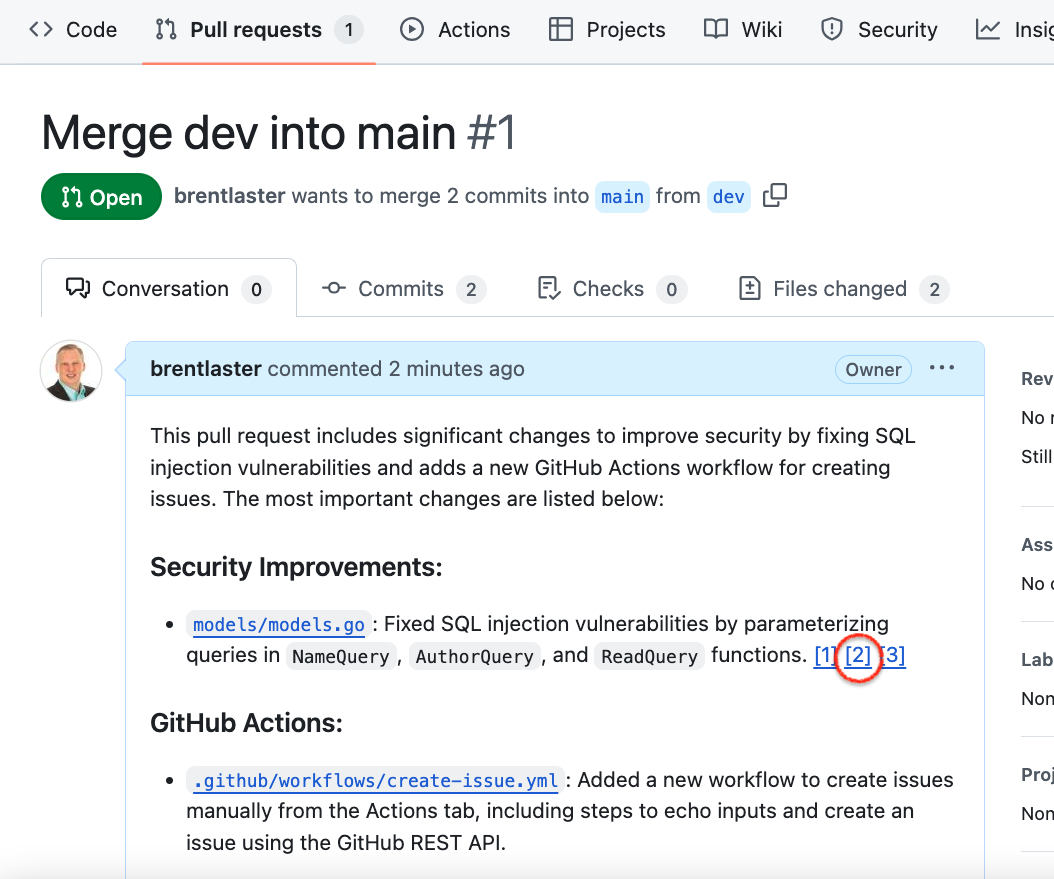 Code Pull requests 1 Actions Projects Wiki Security Insig
Merge dev into main #1
Open brentlaster wants to merge 2 commits into main from dev
Conversation 0 Commits 2 Checks 0 Files changed 2
brentlaster commented 2 minutes ago Owner ...
This pull request includes significant changes to improve security by fixing SQL
injection vulnerabilities and adds a new GitHub Actions workflow for creating
issues. The most important changes are listed below:
Security Improvements:
• models/models.go: Fixed SQL injection vulnerabilities by parameterizing
queries in NameQuery, AuthorQuery, and ReadQuery functions. [1] [2] [3]
GitHub Actions:
• .github/workflows/create-issue.yml: Added a new workflow to create issues
manually from the Actions tab, including steps to echo inputs and create an
issue using the GitHub REST API.
Rev
No r
Still
Ass
No o
Lab
Non
Proj
Non